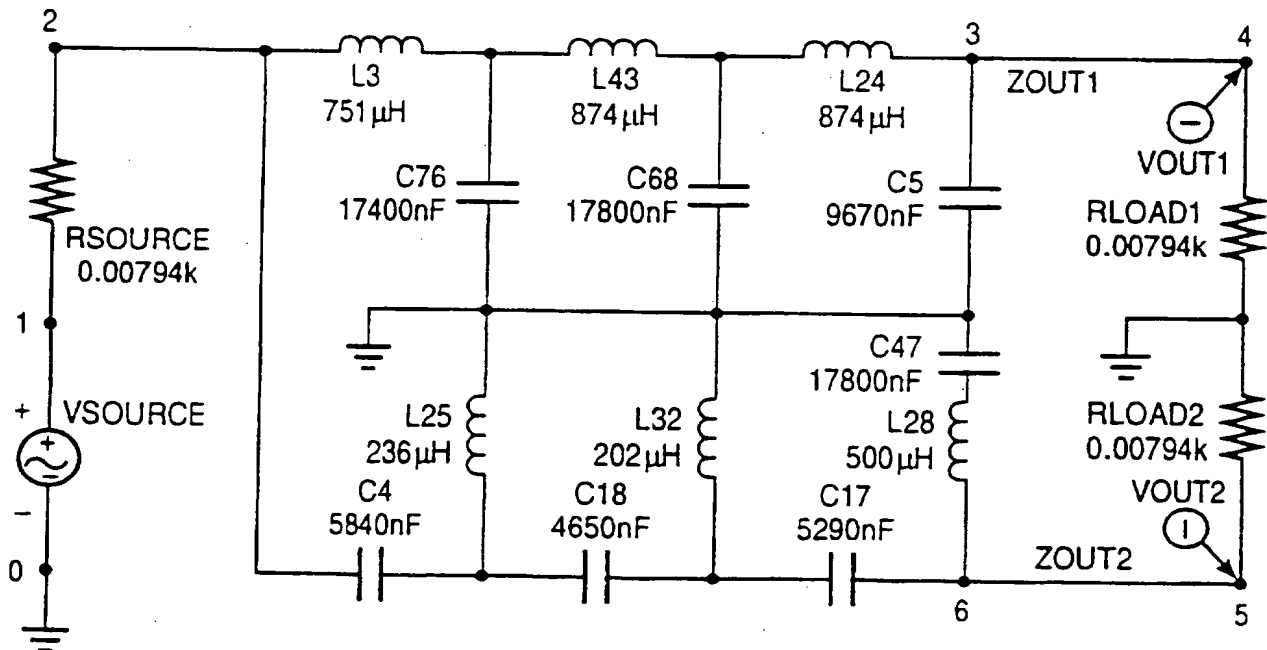 2
3
4
L3
751μH
L43
874μH
L24
874μH
ZOUT1
VOUT1
C76
17400nF
C68
17800nF
C5
9670nF
RLOAD1
0.00794k
RSOURCE
0.00794k
1
C47
17800nF
+ VSOURCE
+
−
−
L25
236μH
L32
202μH
L28
500μH
RLOAD2
0.00794k
VOUT2
C4
5840nF
C18
4650nF
C17
5290nF
0
ZOUT2
6
5